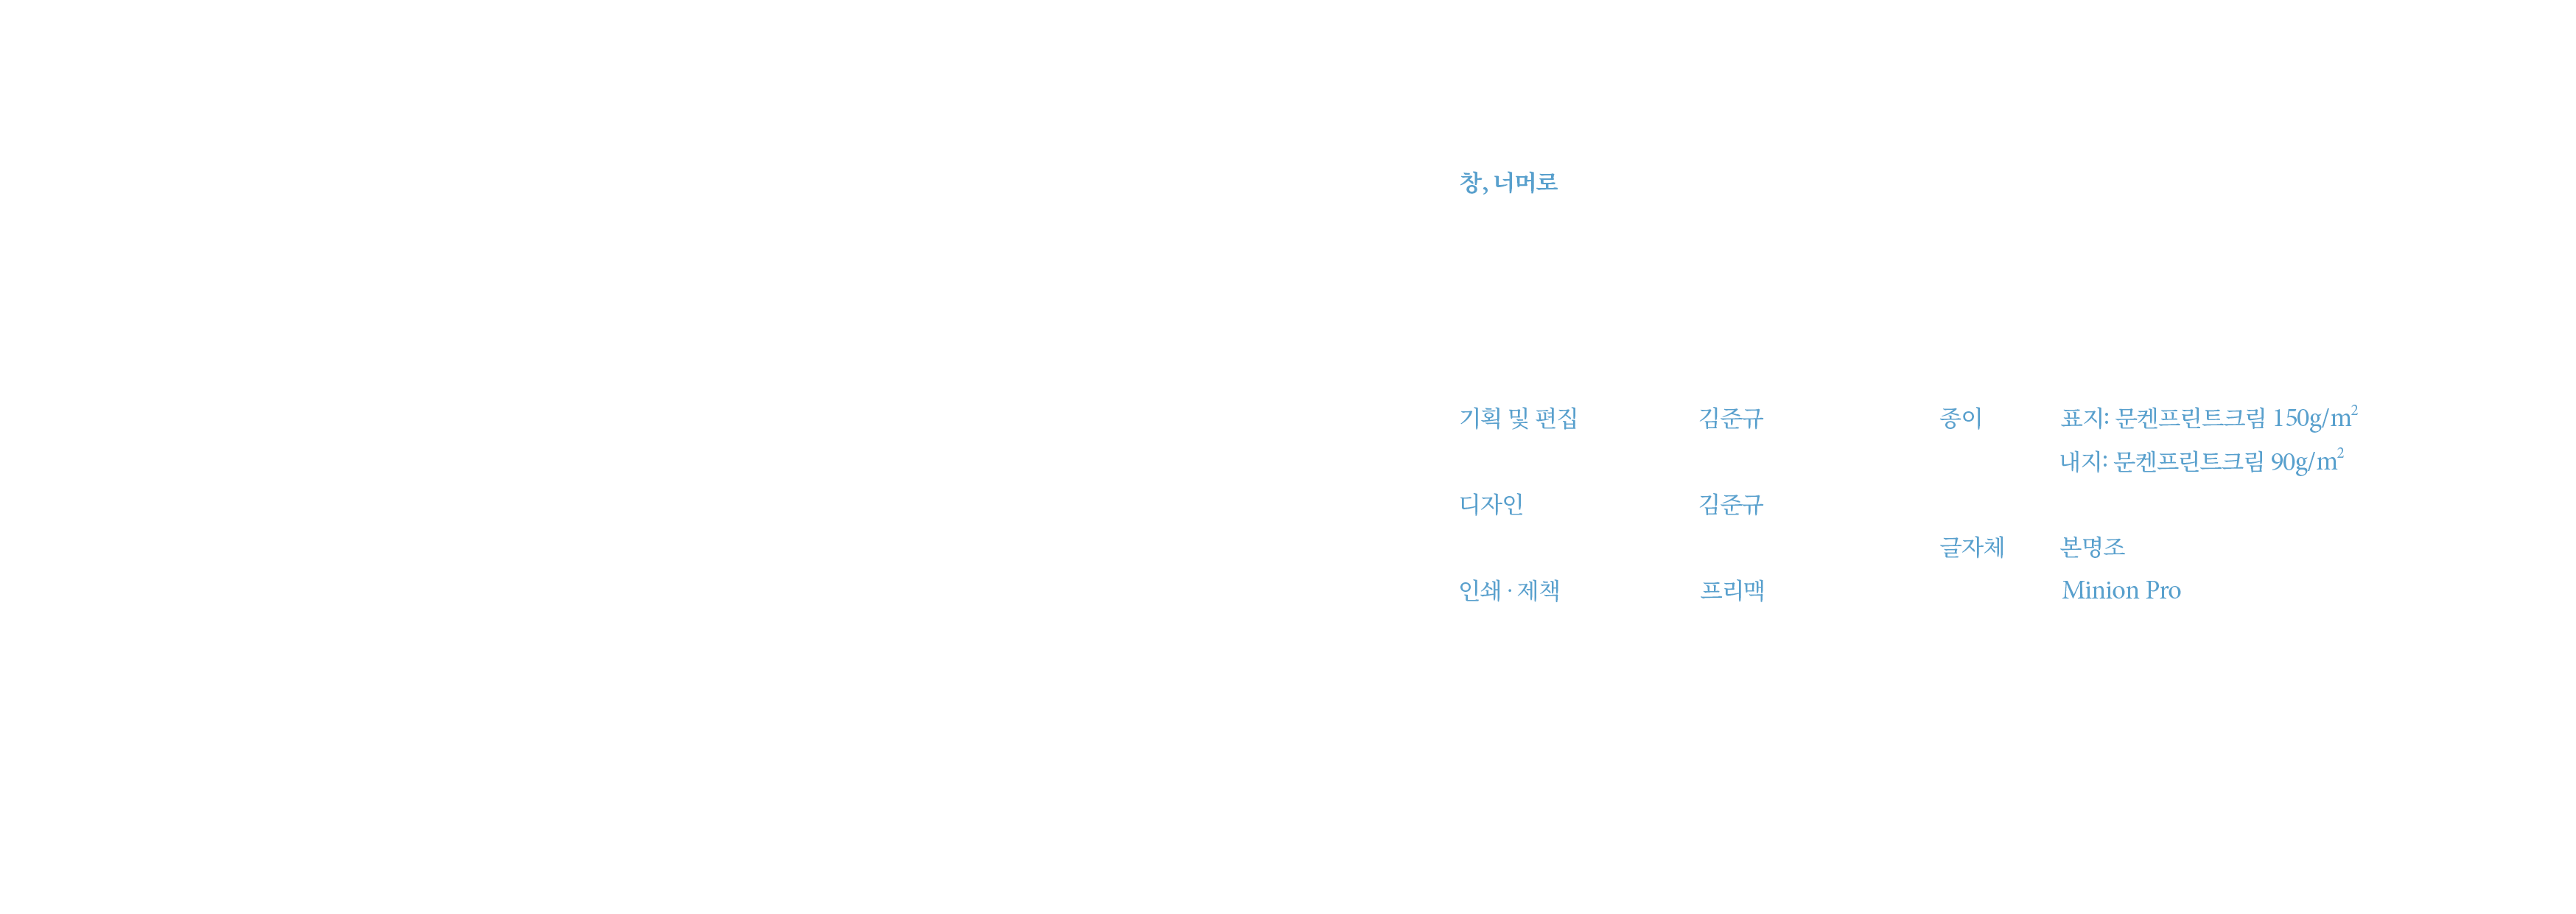 창, 너머로
기획 및 편집 김준규
디자인 김준규
인쇄 · 제책 프리맥
종이 표지: 문켄프린트크림 150g/m²
내지: 문켄프린트크림 90g/m²
글자체 본명조
Minion Pro